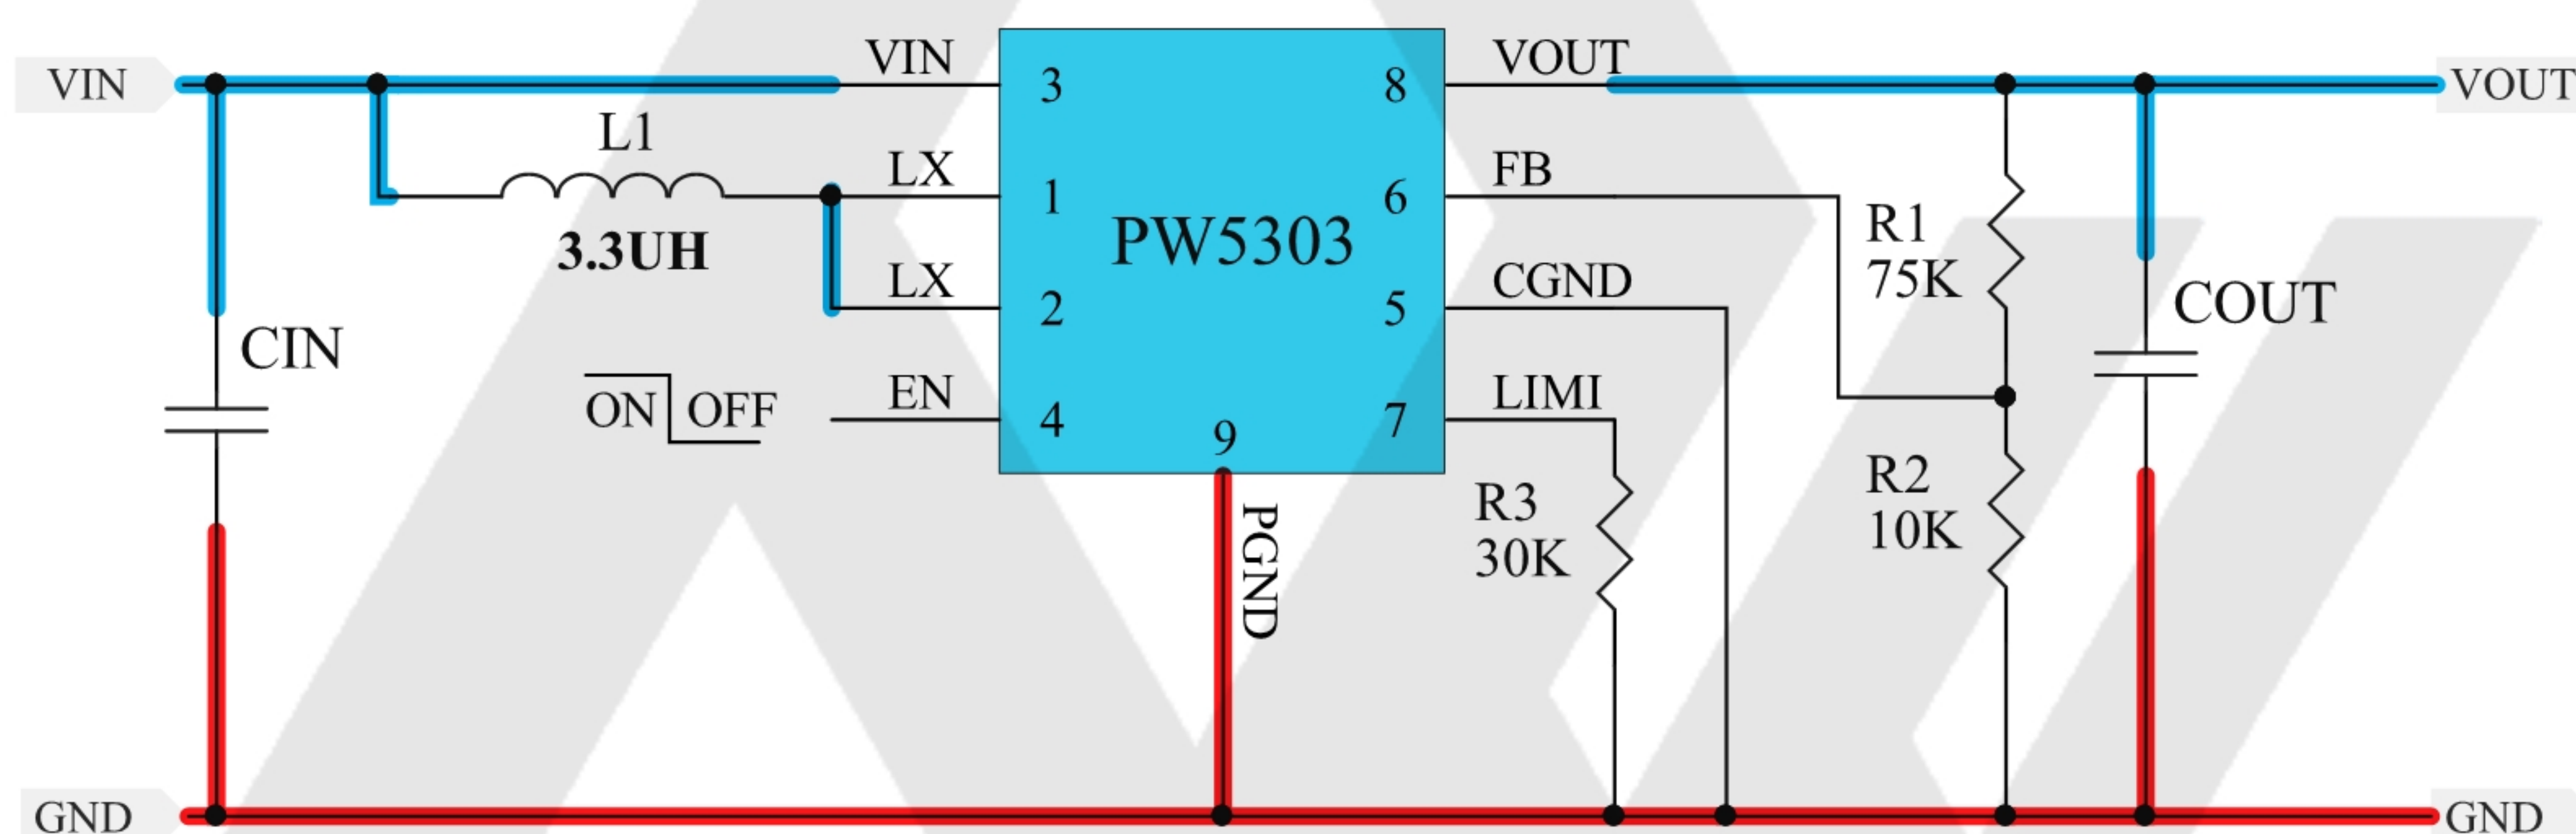 VIN
VIN
3
8
VOUT
VOUT
L1
LX
1
6
FB
3.3UH
PW5303
R1
75K
LX
2
5
CGND
COUT
CIN
ON
OFF
EN
4
9
7
LIMI
PGND
R3
30K
R2
10K
GND
GND